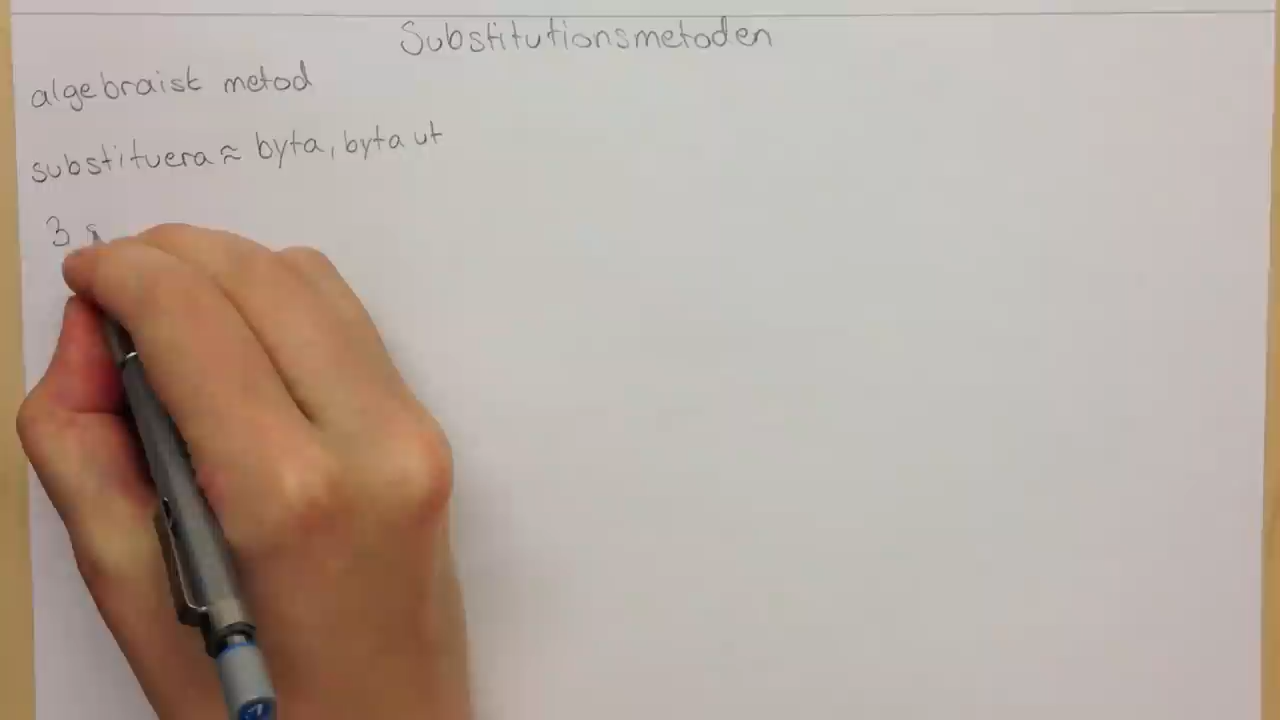 Substitutionsmetoden
algebraisk metod
substituera ≈ byta, byta ut
3 s